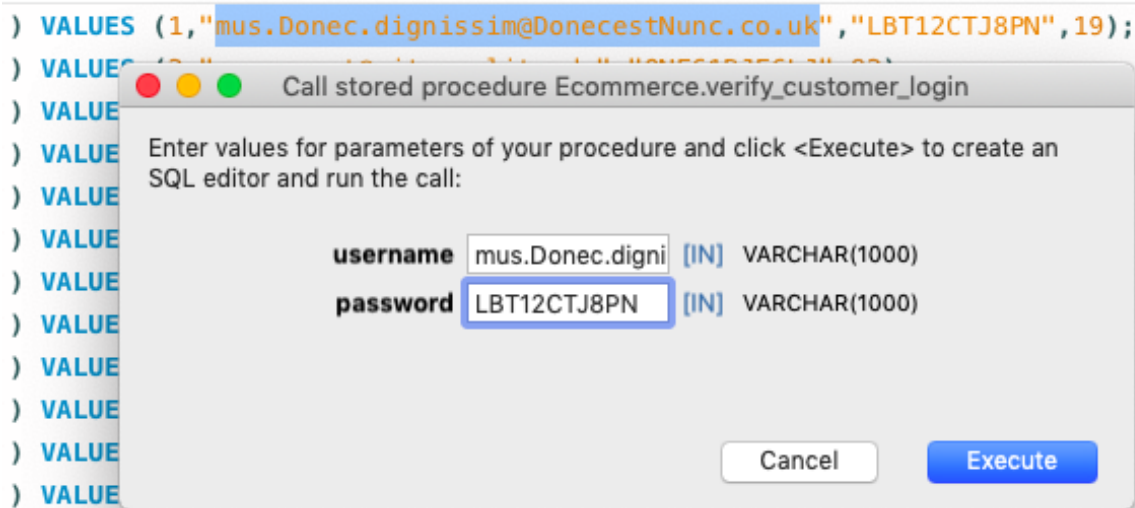 ) VALUES (1,"mus.Donec.dignissim@DonecestNunc.co.uk","LBT12CTJ8PN",19);
) VALUES
Call stored procedure Ecommerce.verify_customer_login
) VALUE
Enter values for parameters of your procedure and click <Execute> to create an
) VALUE
SQL editor and run the call:
) VALUE
) VALUE
username mus.Donec.digni [IN] VARCHAR(1000)
) VALUE
password LBT12CTJ8PN [IN] VARCHAR(1000)
) VALUE
) VALUE
) VALUE
) VALUE
Cancel Execute
) VALUE